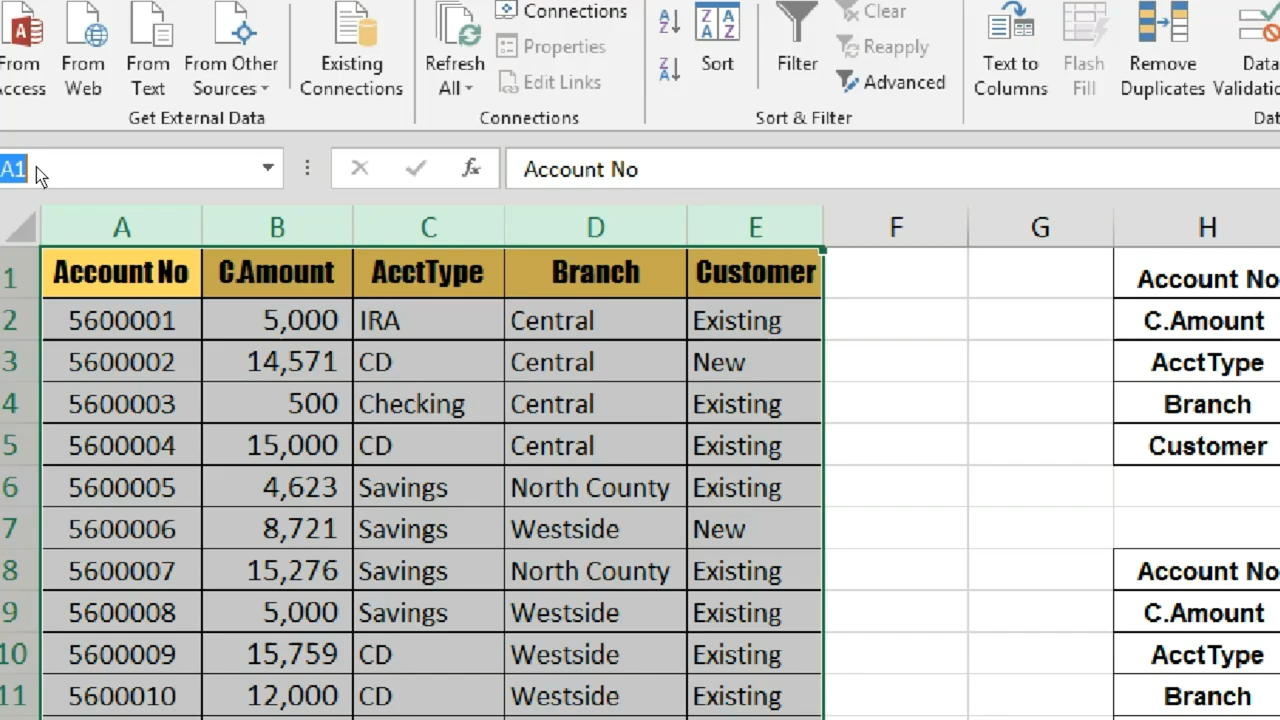 Connections
Clear
Properties
Reapply
From Access
From Web
From Text
From Other Sources
Existing Connections
Refresh All
Edit Links
Sort
Filter
Advanced
Text to Columns
Flash Fill
Remove Duplicates
Data Validatio
Get External Data
Connections
Sort & Filter
Dat
A1
fx
Account No
A B C D E F G H
1 Account No C.Amount AcctType Branch Customer Account No
2 5600001 5,000 IRA Central Existing C.Amount
3 5600002 14,571 CD Central New AcctType
4 5600003 500 Checking Central Existing Branch
5 5600004 15,000 CD Central Existing Customer
6 5600005 4,623 Savings North County Existing
7 5600006 8,721 Savings Westside New
8 5600007 15,276 Savings North County Existing Account No
9 5600008 5,000 Savings Westside Existing C.Amount
10 5600009 15,759 CD Westside Existing AcctType
11 5600010 12,000 CD Westside Existing Branch